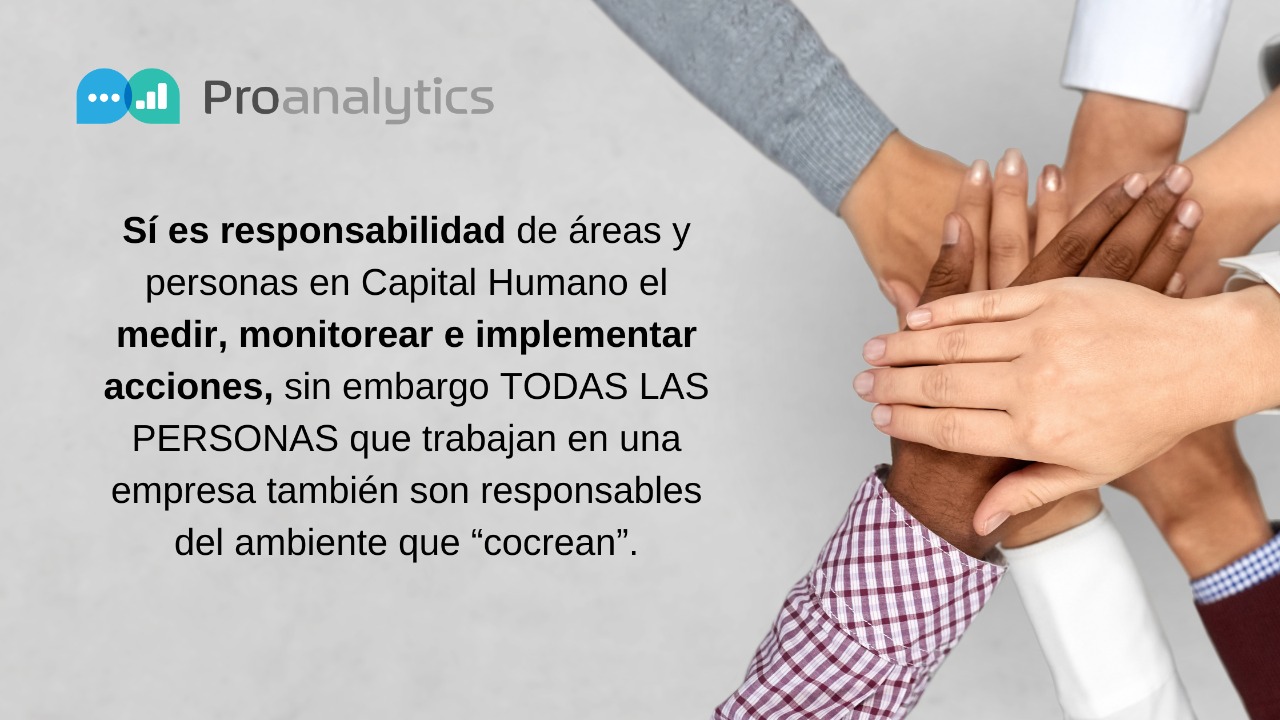 Proanalytics
Sí es responsabilidad de áreas y
personas en Capital Humano el
medir, monitorear e implementar
acciones, sin embargo TODAS LAS
PERSONAS que trabajan en una
empresa también son responsables
del ambiente que “cocrean”.